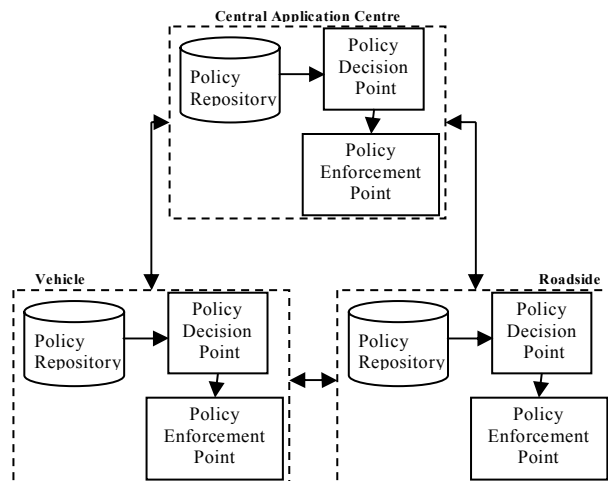 Central Application Centre
Policy
Repository
Policy
Decision
Point
Policy
Enforcement
Point
Vehicle
Policy
Repository
Policy
Decision
Point
Policy
Enforcement
Point
Roadside
Policy
Repository
Policy
Decision
Point
Policy
Enforcement
Point